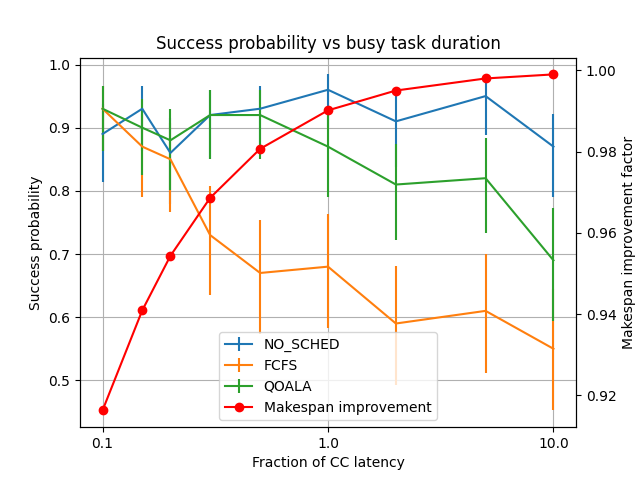 Success probability vs busy task duration
1.0
0.9
0.8
0.7
0.6
0.5
Success probability
1.00
0.98
0.96
0.94
0.92
Makespan improvement factor
NO_SCHED
FCFS
QOALA
Makespan improvement
0.1
1.0
10.0
Fraction of CC latency